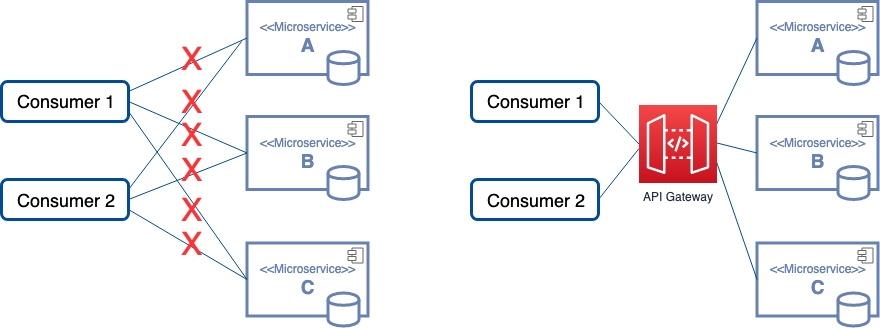 <<Microservice>>
A
X
Consumer 1
X
X
<<Microservice>>
B
X
Consumer 2
X
X
<<Microservice>>
C
<<Microservice>>
A
Consumer 1
</>
<<Microservice>>
B
Consumer 2
API Gateway
<<Microservice>>
C